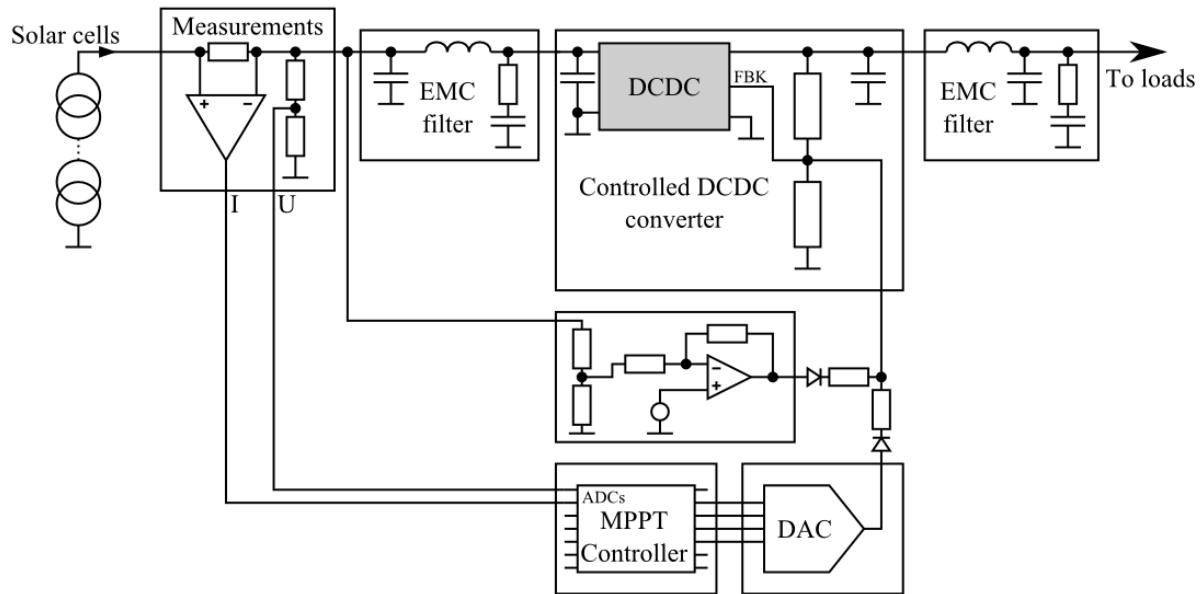 Solar cells
Measurements
+
−
I
U
EMC
filter
DCDC
FBK
Controlled DCDC
converter
EMC
filter
To loads
−
+
ADCs
MPPT
Controller
DAC